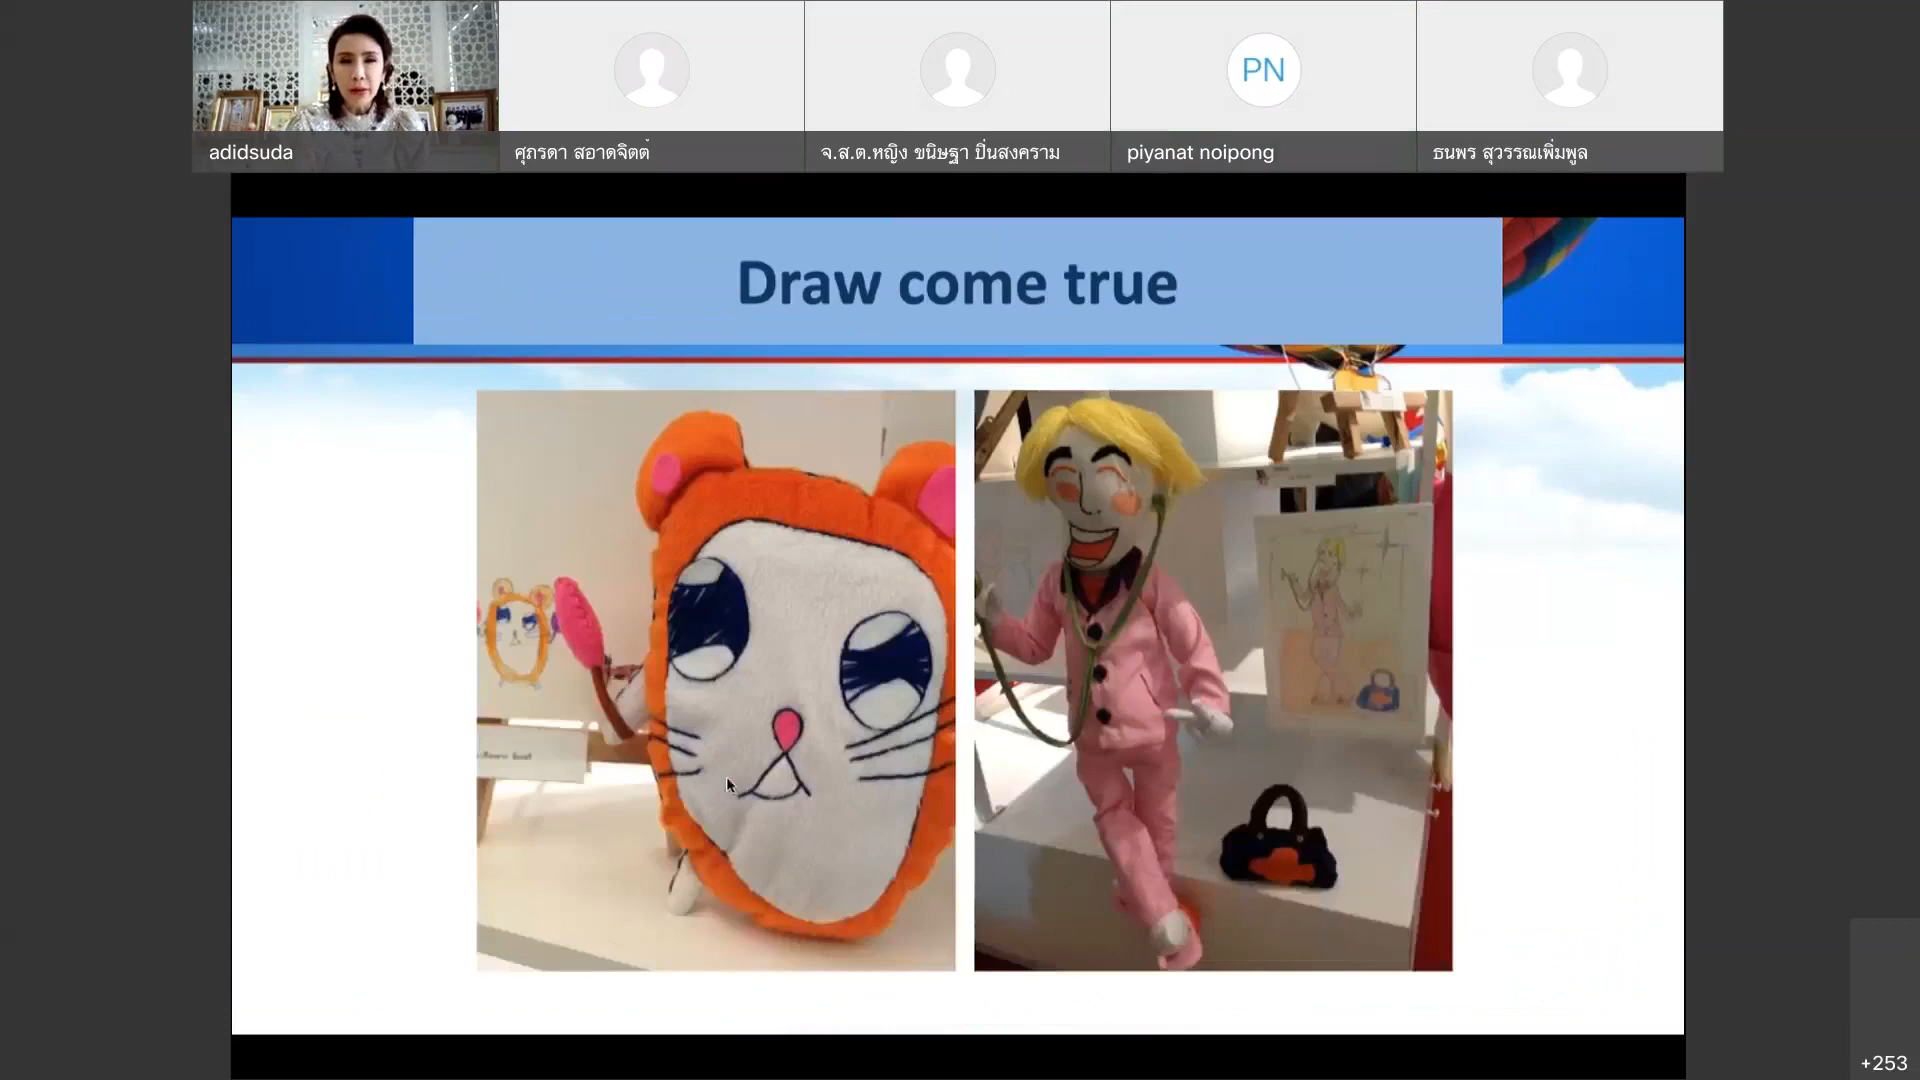 adidsuda
ศุภรดา สอาดจิตต์
จ.ส.ต.หญิง ขนิษฐา ปิ่นสงคราม
PN
piyanat noipong
ธนพร สุวรรณเพิ่มพูล
Draw come true
+253